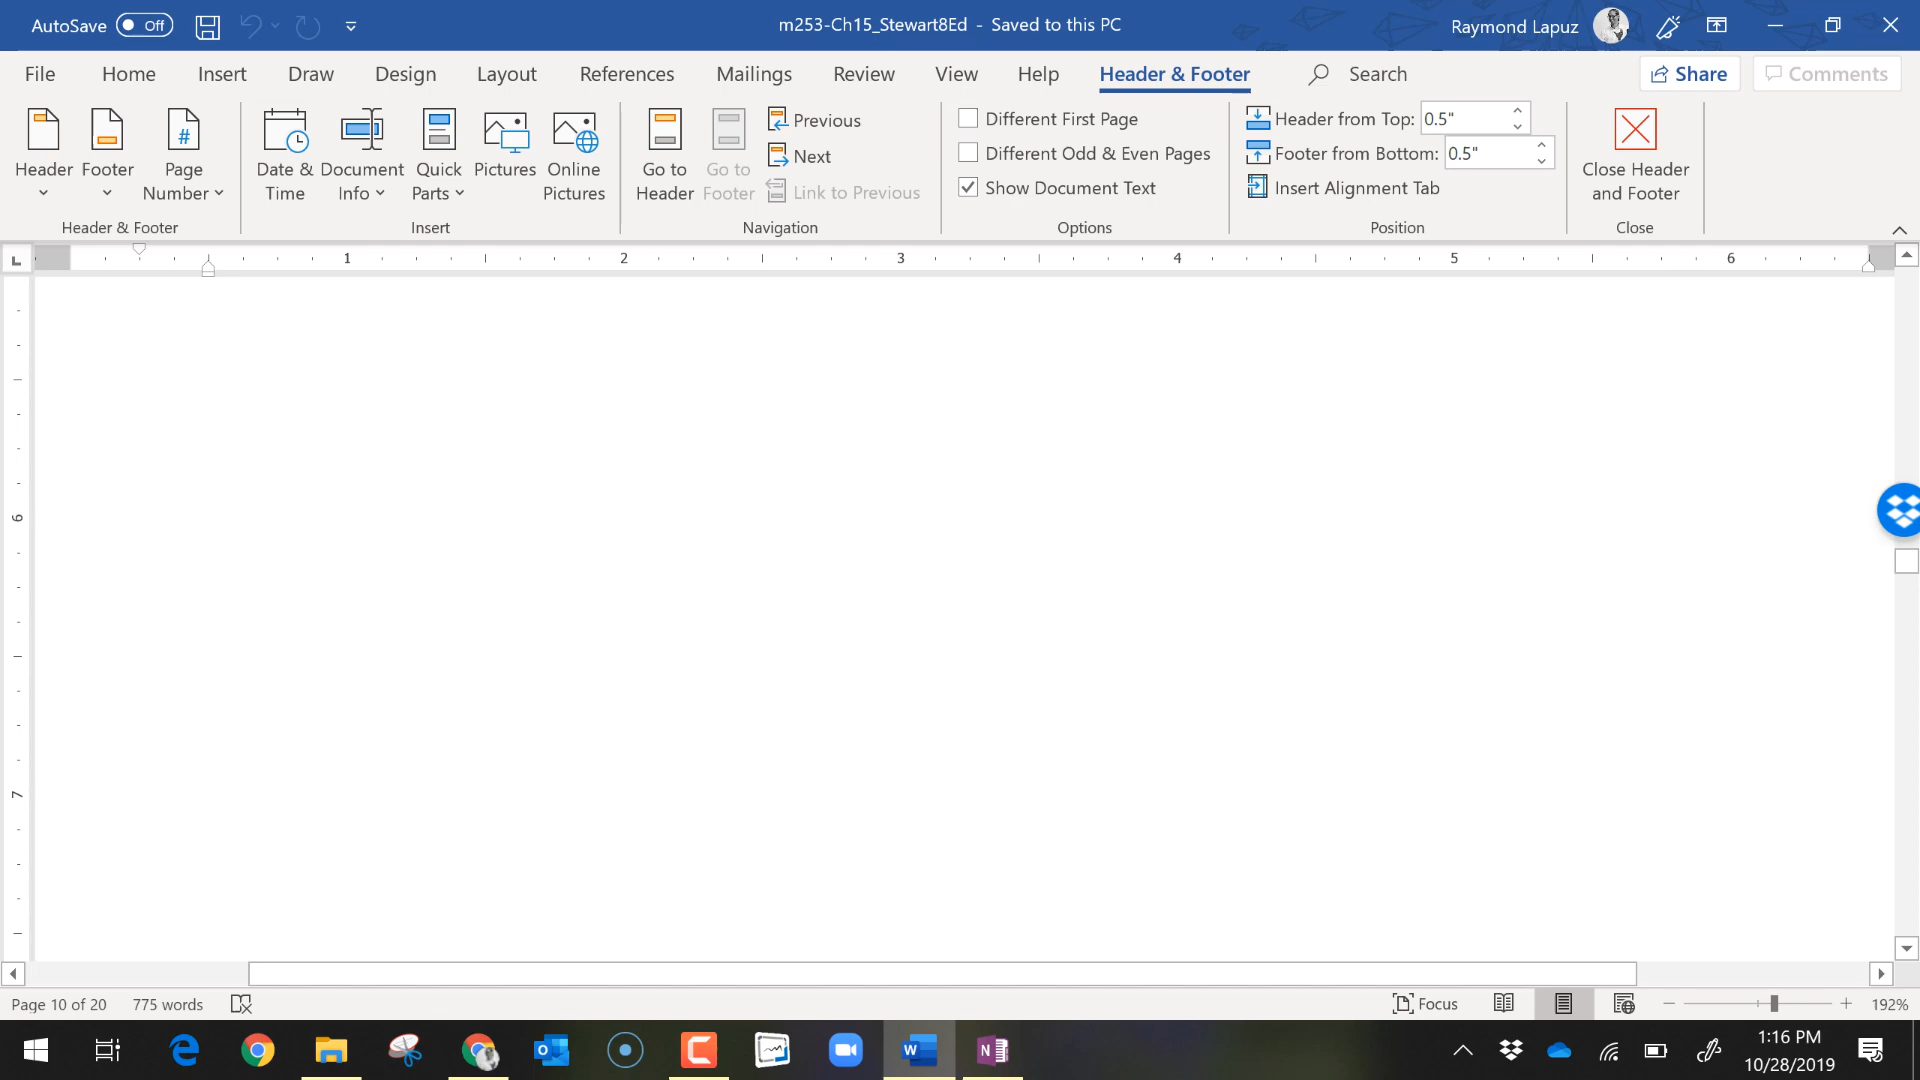 AutoSave Off m253-Ch15_Stewart8Ed - Saved to this PC Raymond Lapuz
File Home Insert Draw Design Layout References Mailings Review View Help Header & Footer Search Share Comments
Header Footer Page Number
Date & Time Document Info Quick Parts Pictures Online Pictures
Go to Header Go to Footer
Previous
Next
Link to Previous
Different First Page
Different Odd & Even Pages
Show Document Text
Header from Top: 0.5"
Footer from Bottom: 0.5"
Insert Alignment Tab
Close Header and Footer
Header & Footer Insert Navigation Options Position Close
L 1 2 3 4 5 6
6
7
Page 10 of 20 775 words Focus 192%
1:16 PM
10/28/2019